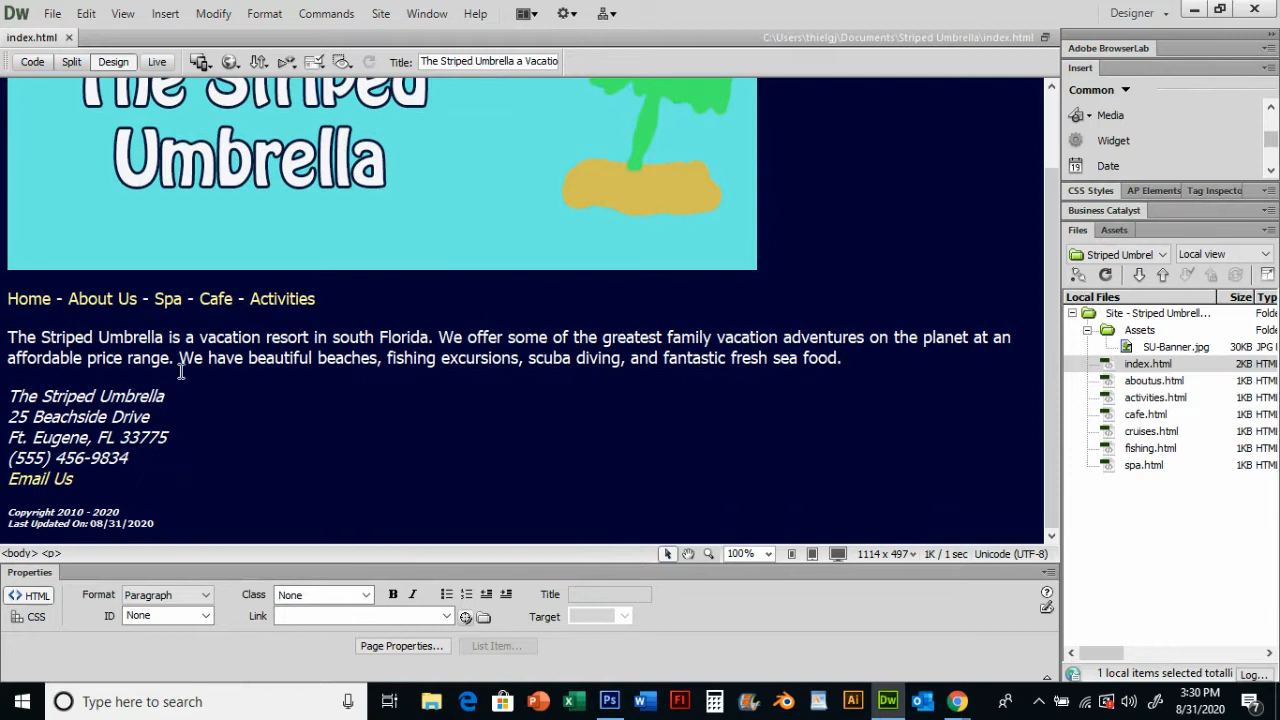 Dw File Edit View Insert Modify Format Commands Site Window Help Designer
index.html × C:\Users\thielgj\Documents\Striped Umbrella\index.html
Code Split Design Live Title: The Striped Umbrella a Vacatio
Adobe BrowserLab
Insert
Common
Media
Widget
19 Date
CSS Styles AP Elements Tag Inspecto
Business Catalyst
Files Assets
Striped Umbrel Local view
Local Files Size Typ
Site - Striped Umbrell... Folde
Assets Folde
SU-Banner.jpg 30KB JPG I
index.html 2KB HTM
aboutus.html 1KB HTM
activities.html 1KB HTM
cafe.html 1KB HTM
cruises.html 1KB HTM
fishing.html 1KB HTM
spa.html 1KB HTM
1 local items selected totalli Log...
The Striped
Umbrella
Home - About Us - Spa - Cafe - Activities
The Striped Umbrella is a vacation resort in south Florida. We offer some of the greatest family vacation adventures on the planet at an
affordable price range. We have beautiful beaches, fishing excursions, scuba diving, and fantastic fresh sea food.
The Striped Umbrella
25 Beachside Drive
Ft. Eugene, FL 33775
(555) 456-9834
Email Us
Copyright 2010 - 2020
Last Updated On: 08/31/2020
<body> <p> 100% 1114 x 497 1K / 1 sec Unicode (UTF-8)
Properties
<> HTML Format Paragraph Class None B I Title
CSS ID None Link Target
Page Properties... List Item...
Type here to search Ps W Fl Ai Dw 3:30 PM
8/31/2020 7